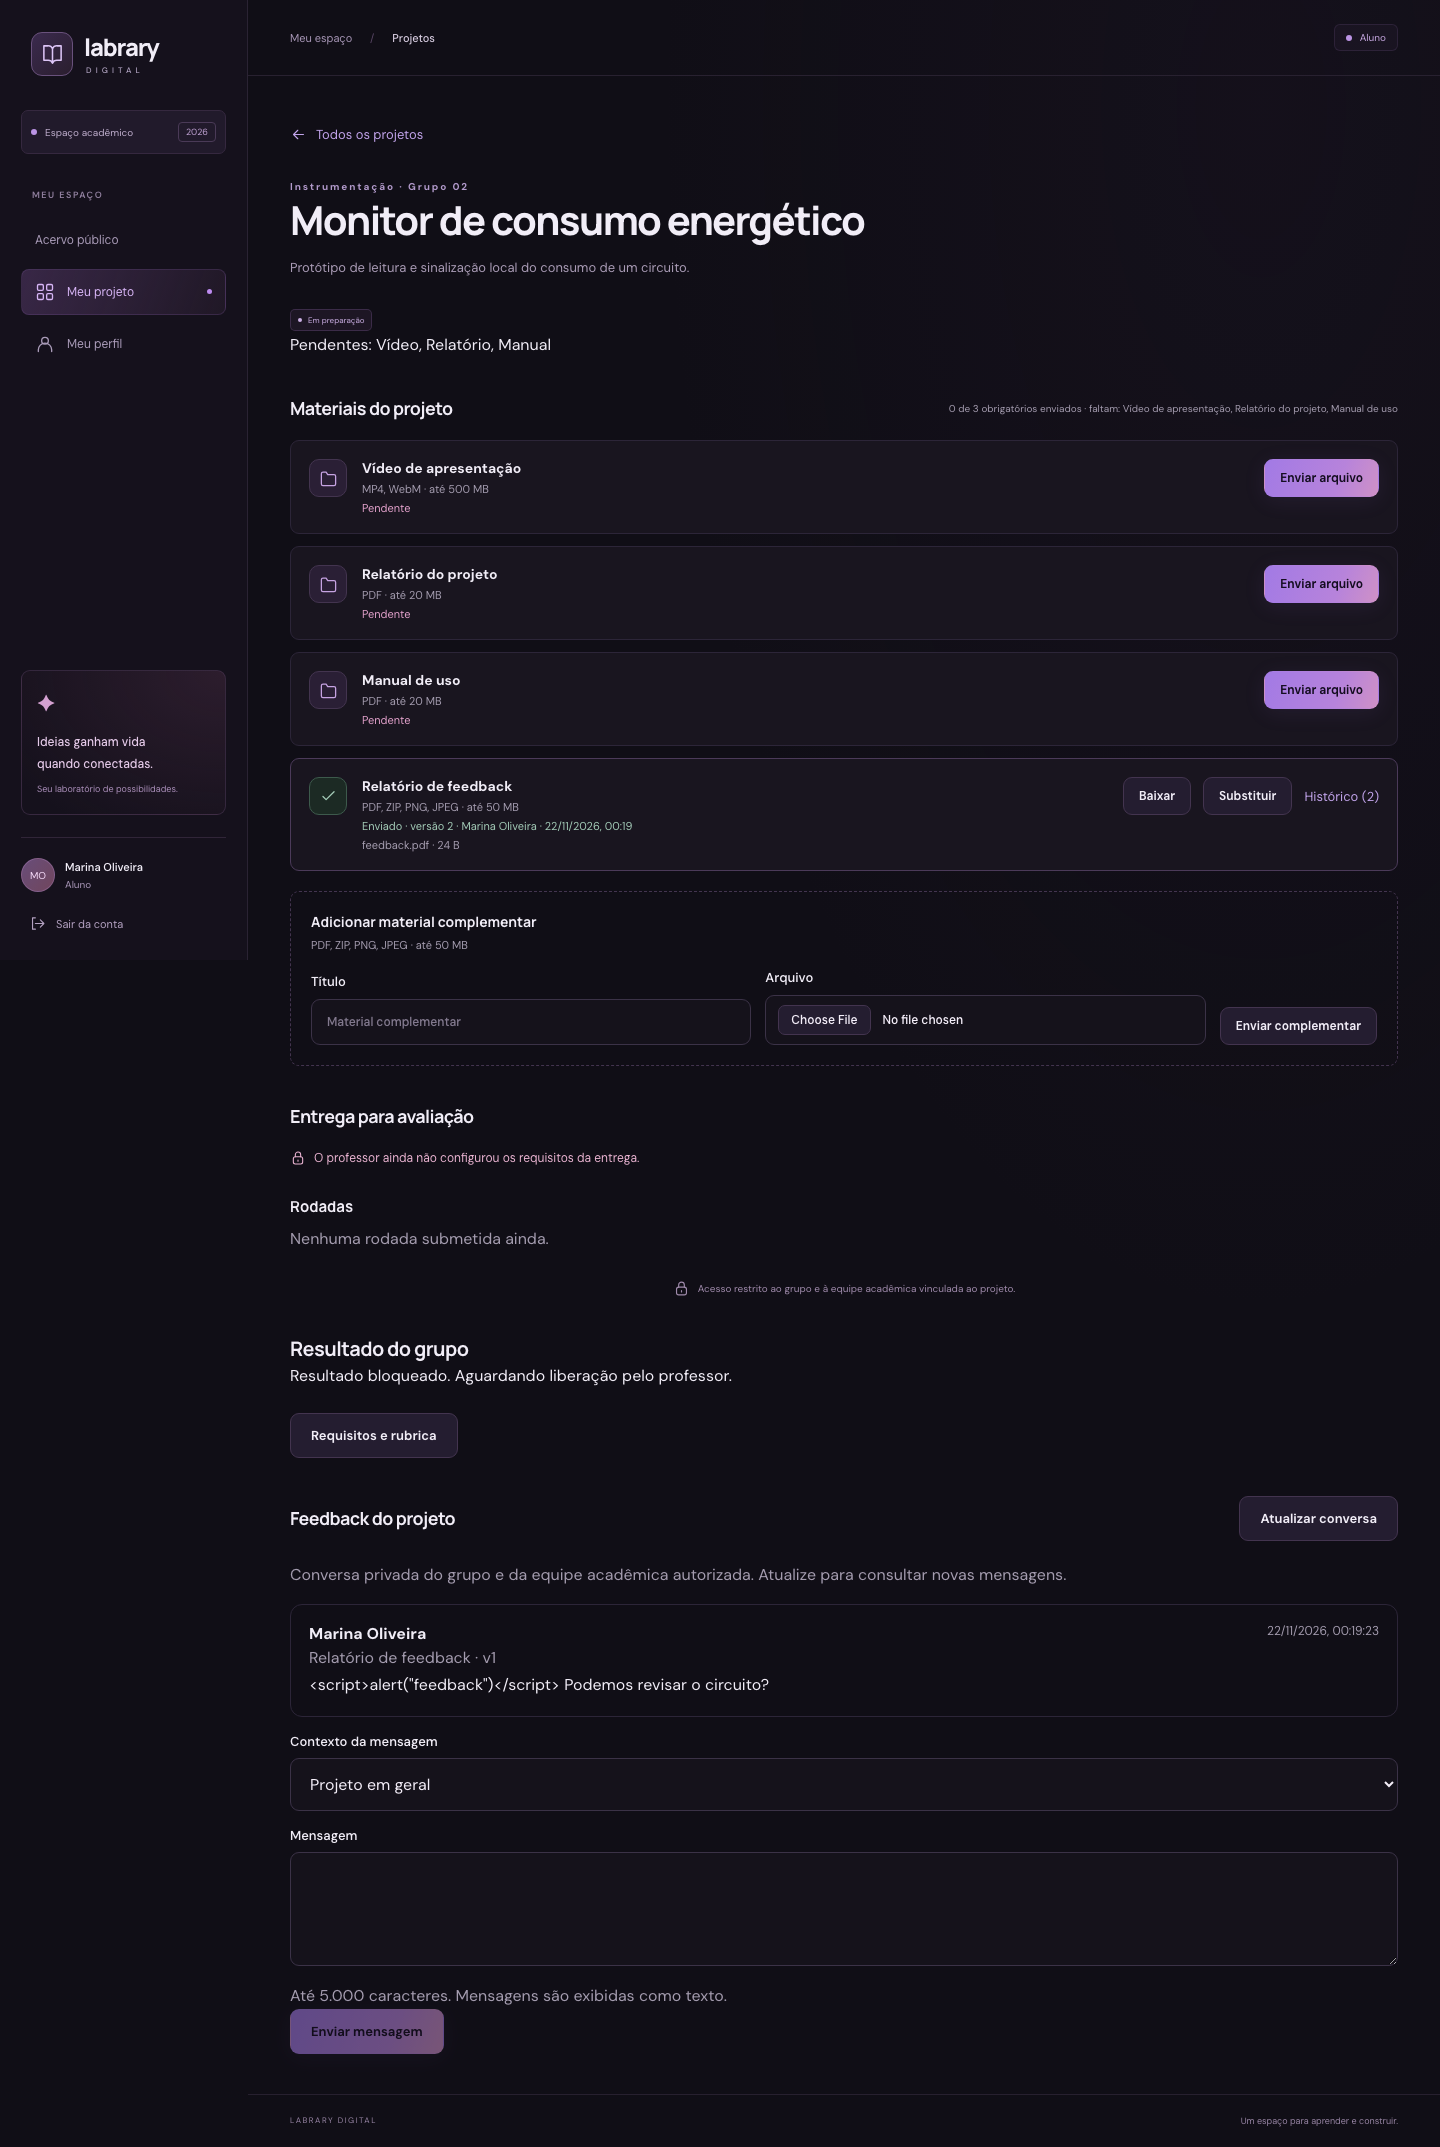 labrary
DIGITAL
Espaço acadêmico
2026
MEU ESPAÇO
Acervo público
Meu projeto
Meu perfil
Ideias ganham vida
quando conectadas.
Seu laboratório de possibilidades.
MO
Marina Oliveira
Aluno
Sair da conta
Meu espaço / Projetos
Aluno
Todos os projetos
Instrumentação · Grupo 02
Monitor de consumo energético
Protótipo de leitura e sinalização local do consumo de um circuito.
Em preparação
Pendentes: Vídeo, Relatório, Manual
Materiais do projeto
0 de 3 obrigatórios enviados · faltam: Vídeo de apresentação, Relatório do projeto, Manual de uso
Vídeo de apresentação
MP4, WebM · até 500 MB
Pendente
Enviar arquivo
Relatório do projeto
PDF · até 20 MB
Pendente
Enviar arquivo
Manual de uso
PDF · até 20 MB
Pendente
Enviar arquivo
Relatório de feedback
PDF, ZIP, PNG, JPEG · até 50 MB
Enviado · versão 2 · Marina Oliveira · 22/11/2026, 00:19
feedback.pdf · 24 B
Baixar
Substituir
Histórico (2)
Adicionar material complementar
PDF, ZIP, PNG, JPEG · até 50 MB
Título
Material complementar
Arquivo
Choose File No file chosen
Enviar complementar
Entrega para avaliação
O professor ainda não configurou os requisitos da entrega.
Rodadas
Nenhuma rodada submetida ainda.
Acesso restrito ao grupo e à equipe acadêmica vinculada ao projeto.
Resultado do grupo
Resultado bloqueado. Aguardando liberação pelo professor.
Requisitos e rubrica
Feedback do projeto
Atualizar conversa
Conversa privada do grupo e da equipe acadêmica autorizada. Atualize para consultar novas mensagens.
Marina Oliveira
22/11/2026, 00:19:23
Relatório de feedback · v1
<script>alert("feedback")</script> Podemos revisar o circuito?
Contexto da mensagem
Projeto em geral
Mensagem
Até 5.000 caracteres. Mensagens são exibidas como texto.
Enviar mensagem
LABRARY DIGITAL
Um espaço para aprender e construir.